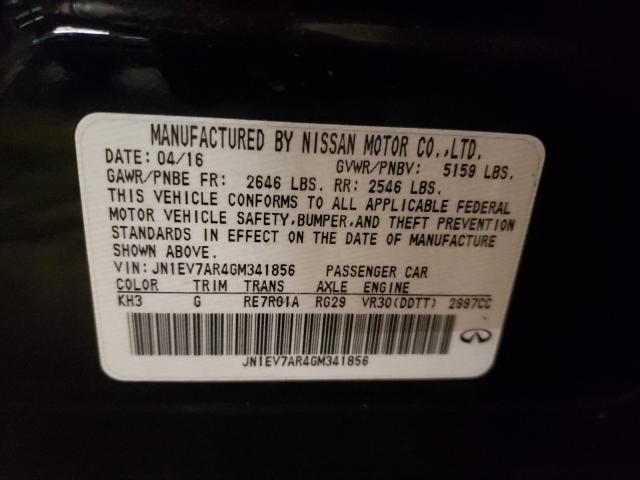 MANUFACTURED BY NISSAN MOTOR CO.,LTD.
DATE: 04/16 GVWR/PNBV: 5159 LBS.
GAWR/PNBE FR: 2646 LBS. RR: 2546 LBS.
THIS VEHICLE CONFORMS TO ALL APPLICABLE FEDERAL
MOTOR VEHICLE SAFETY,BUMPER,AND THEFT PREVENTION
STANDARDS IN EFFECT ON THE DATE OF MANUFACTURE
SHOWN ABOVE.
VIN: JN1EV7AR4GM341856 PASSENGER CAR
COLOR TRIM TRANS AXLE ENGINE
KH3 G RE7R01A RG29 VR30(DDTT) 2997CC
JN1EV7AR4GM341856